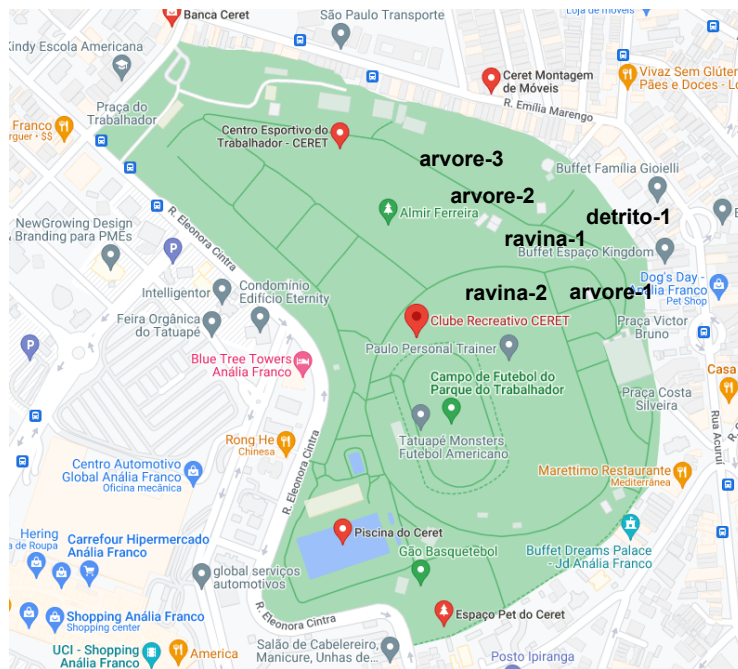 Banca Ceret
São Paulo Transporte
Loja de móveis
Kindy Escola Americana
Ceret Montagem
de Móveis
Vivaz Sem Glúter
Pães e Doces - Lo
R. Emília Marengo
Praça do
Trabalhador
Franco
rguer • $$
Centro Esportivo do
Trabalhador - CERET
arvore-3
Buffet Família Gioielli
arvore-2
Almir Ferreira
detrito-1
R. Eleonora Cintra
NewGrowing Design
& Branding para PMEs
ravina-1
Buffet Espaço Kingdom
Intelligentor
Condomínio
Edifício Eternity
ravina-2
arvore-1
Dog's Day -
Anália Franco
Pet Shop
Feira Orgânica
do Tatuapé
Clube Recreativo CERET
Praça Victor
Bruno
Paulo Personal Trainer
Blue Tree Towers
Anália Franco
Campo de Futebol do
Parque do Trabalhador
Casa
Praça Costa
Silveira
Tatuapé Monsters
Futebol Americano
Rua Acuruí
Rong He
Chinesa
R. Eleonora Cintra
Centro Automotivo
Global Anália Franco
Oficina mecânica
Marettimo Restaurante
Mediterrânea
Hering
a de Roupa
Carrefour Hipermercado
Anália Franco
Piscina do Ceret
Gão Basquetebol
Buffet Dreams Palace
- Jd Anália Franco
global serviços
automotivos
R. Eleonora Cintra
Shopping Anália Franco
Shopping center
Espaço Pet do Ceret
UCI - Shopping
Anália Franco
America
Salão de Cabelereiro,
Manicure, Unhas de...
Posto Ipiranga